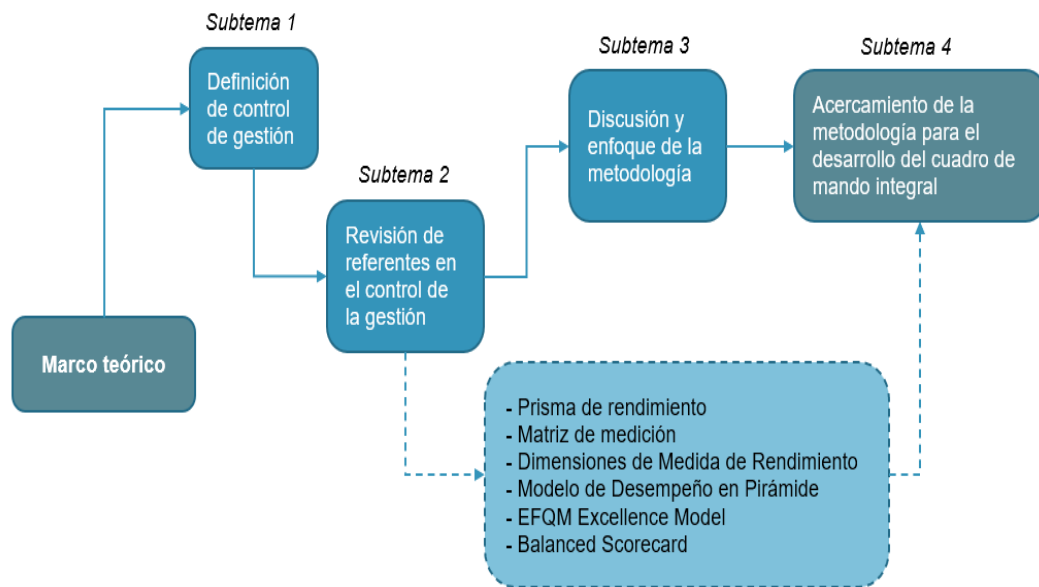 Subtema 1
Definición
de control
de gestión
Subtema 2
Revisión de
referentes en
el control de
la gestión
Subtema 3
Discusión y
enfoque de la
metodología
Subtema 4
Acercamiento de la
metodología para el
desarrollo del cuadro de
mando integral
Marco teórico
- Prisma de rendimiento
- Matriz de medición
- Dimensiones de Medida de Rendimiento
- Modelo de Desempeño en Pirámide
- EFQM Excellence Model
- Balanced Scorecard